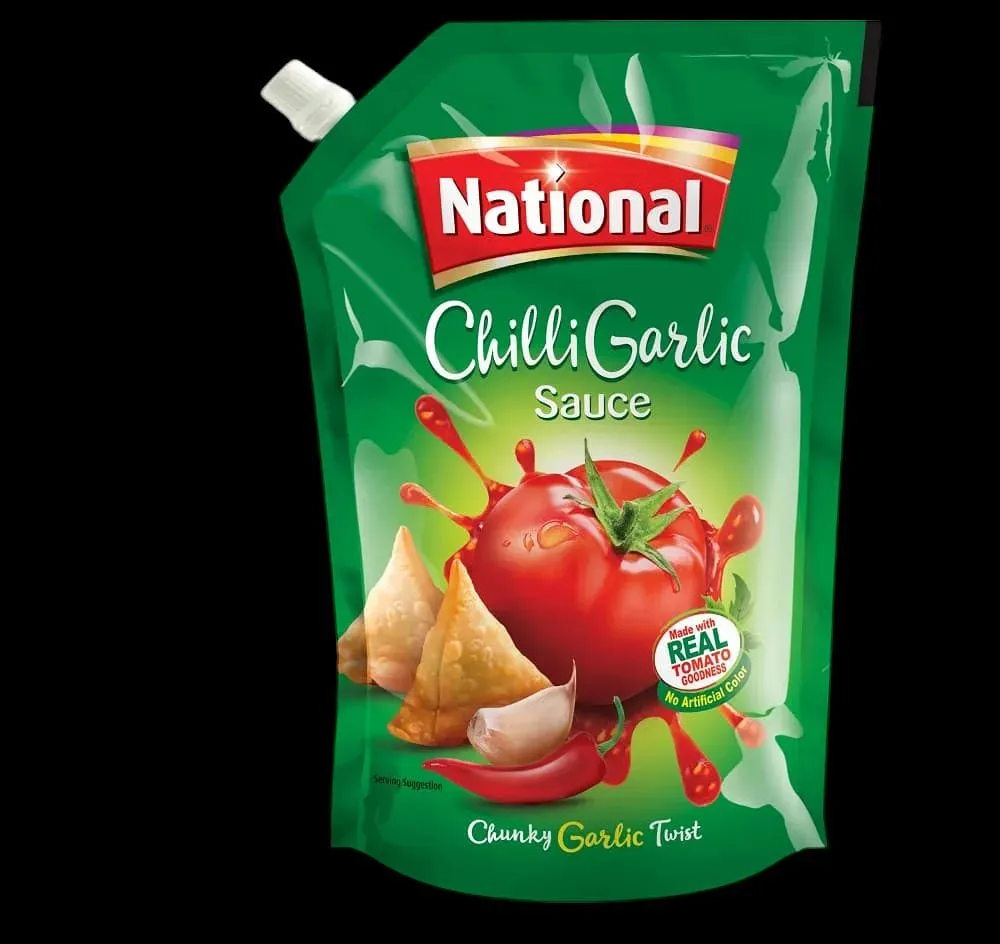 National
Chilli Garlic
Sauce
Made with
REAL
TOMATO
GOODNESS
No Artificial Color
Serving Suggestion
Chunky Garlic Twist